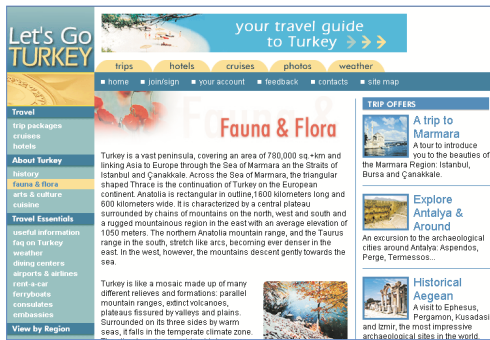 Let's Go
TURKEY
your travel guide
to Turkey
trips
hotels
cruises
photos
weather
home
join/sign
your account
feedback
contacts
site map
Travel
trip packages
cruises
hotels
About Turkey
history
fauna & flora
arts & culture
cuisine
Travel Essentials
useful information
faq on Turkey
weather
diving centers
airports & airlines
rent-a-car
ferryboats
consulates
embassies
View by Region
Fauna & Flora
Turkey is a vast peninsula, covering an area of 780,000 sq.+km and
linking Asia to Europe through the Sea of Marmara an the Straits of
Istanbul and Çanakkale. Across the Sea of Marmara, the triangular
shaped Thrace is the continuation of Turkey on the European
continent. Anatolia is rectangular in outline,1600 kilometers long and
600 kilometers wide. It is characterized by a central plateau
surrounded by chains of mountains on the north, west and south and
a rugged mountainous region in the east with an average elevation of
1050 meters. The northern Anatolia mountain range, and the Taurus
range in the south, stretch like arcs, becoming ever denser in the
east. In the west, however, the mountains descent gently towards the
sea.
Turkey is like a mosaic made up of many
different relieves and formations: parallel
mountain ranges, extinct volcanoes,
plateaus fissured by valleys and plains.
Surrounded on its three sides by warm
seas, it falls in the temperate climate zone.
TRIP OFFERS
A trip to
Marmara
A tour to introduce
you to the beauties of
the Marmara Region: Istanbul,
Bursa and Çanakkale.
Explore
Antalya &
Around
An excursion to the archaeological
cities around Antalya: Aspendos,
Perge, Termessos...
Historical
Aegean
A visit to Ephesus,
Pergamon, Kusadasi
and Izmir, the most impressive
archaeological sites in the world.